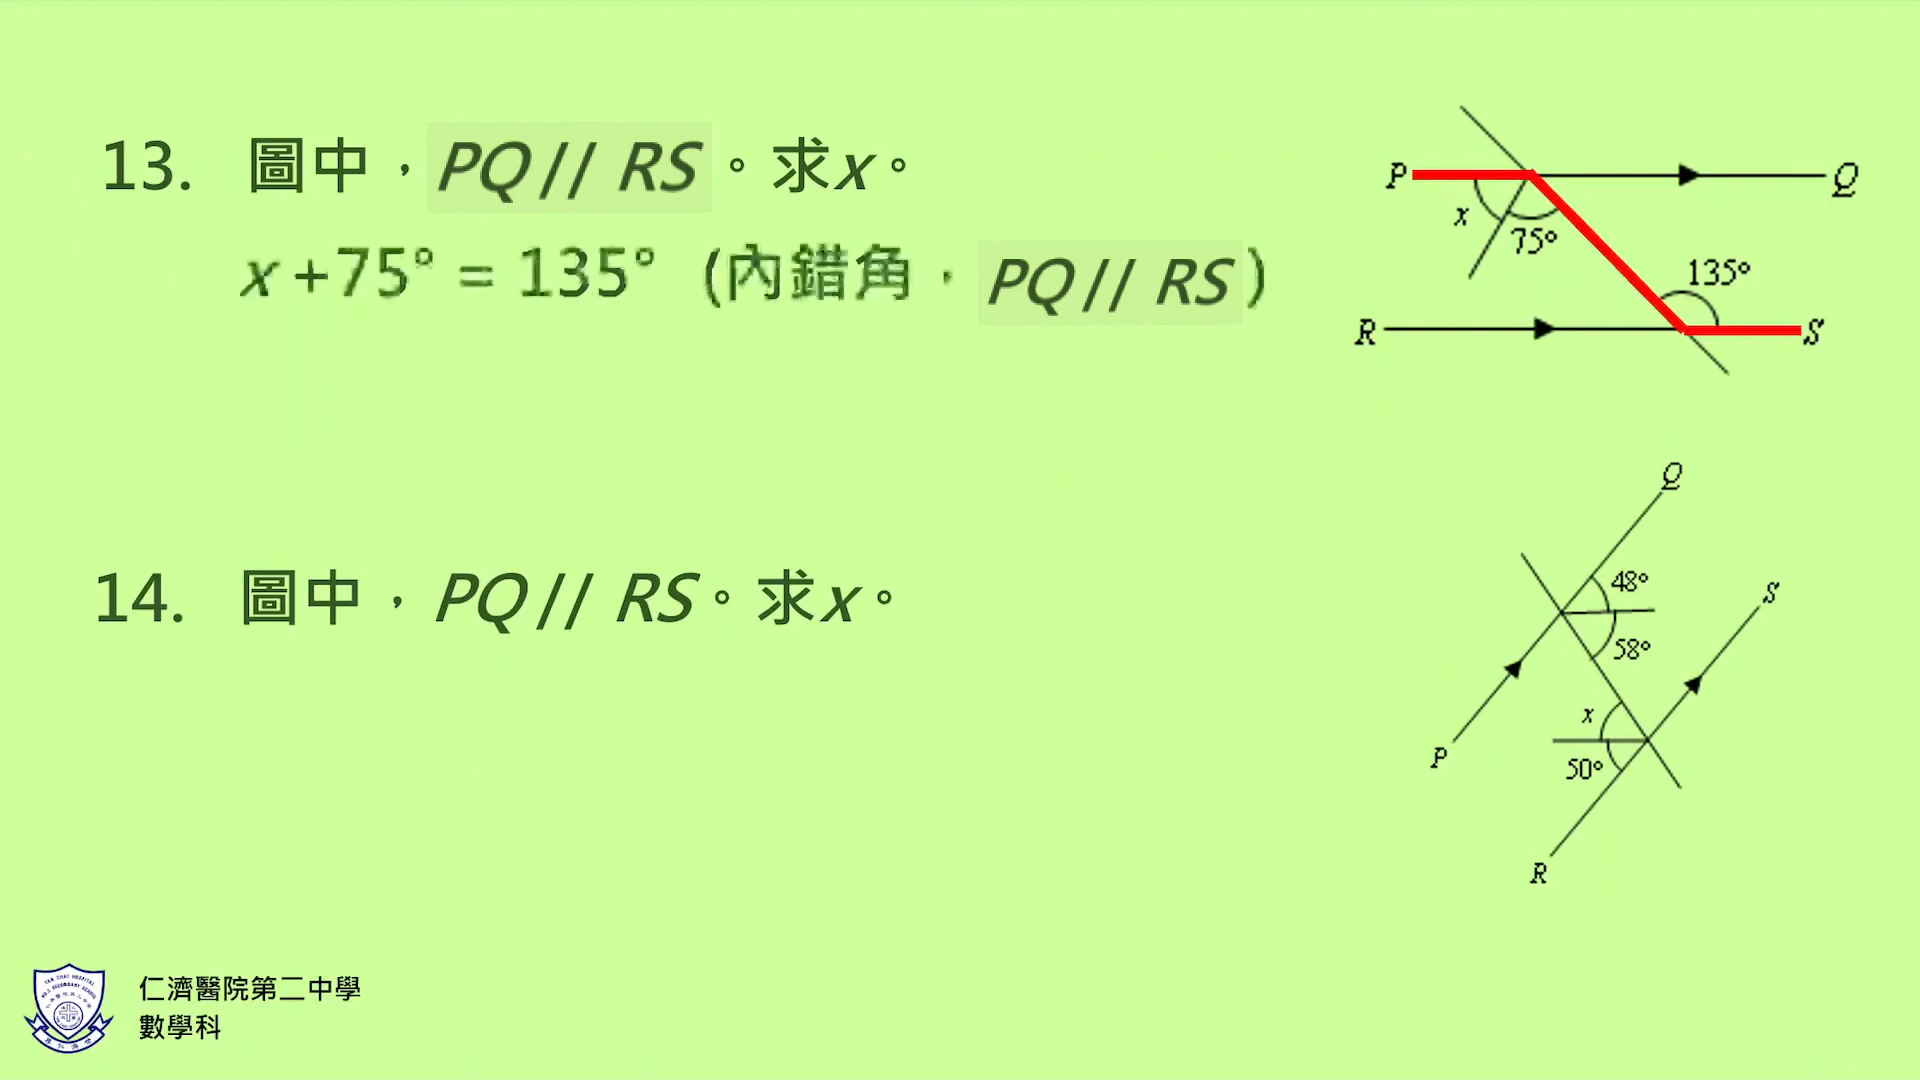 13. 圖中，PQ // RS。求x。
x +75° = 135° (內錯角，PQ // RS)
P
Q
x
75°
135°
R
S
14. 圖中，PQ // RS。求x。
Q
48°
S
58°
x
P
50°
R
仁濟醫院第二中學
數學科